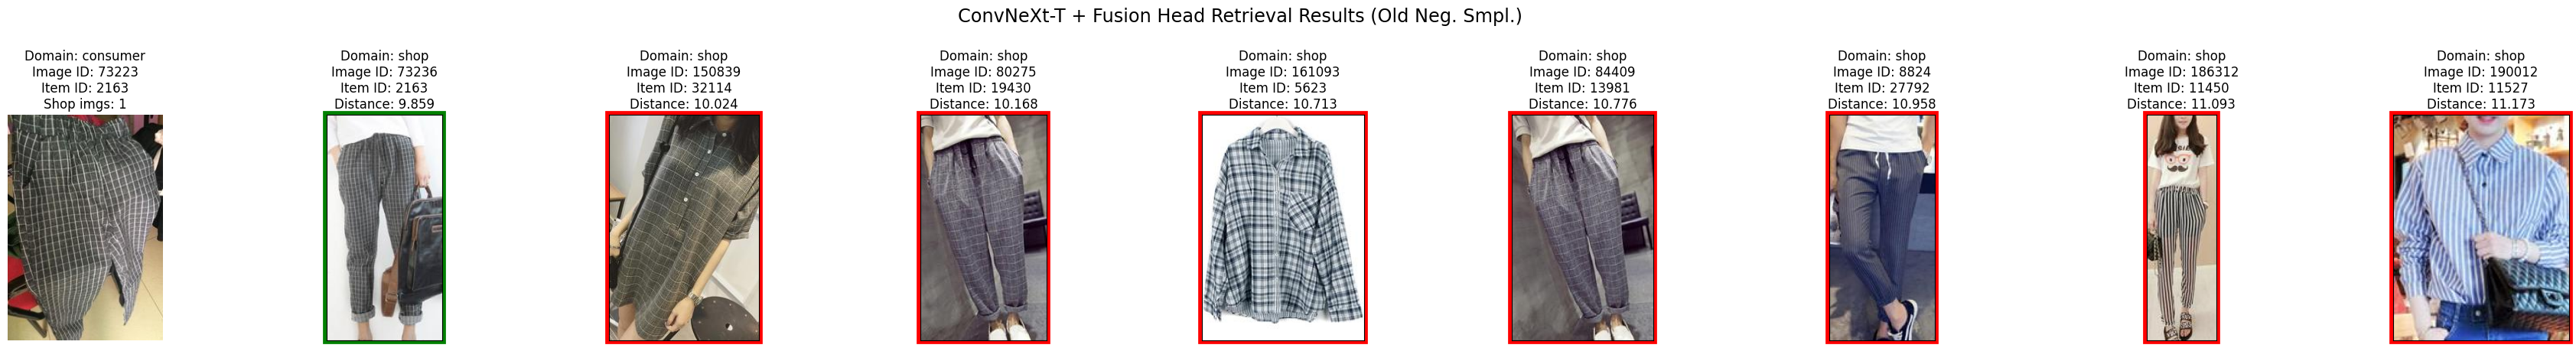 ConvNeXt-T + Fusion Head Retrieval Results (Old Neg. Smpl.)
Domain: consumer
Image ID: 73223
Item ID: 2163
Shop imgs: 1
Domain: shop
Image ID: 73236
Item ID: 2163
Distance: 9.859
Domain: shop
Image ID: 150839
Item ID: 32114
Distance: 10.024
Domain: shop
Image ID: 80275
Item ID: 19430
Distance: 10.168
Domain: shop
Image ID: 161093
Item ID: 5623
Distance: 10.713
Domain: shop
Image ID: 84409
Item ID: 13981
Distance: 10.776
Domain: shop
Image ID: 8824
Item ID: 27792
Distance: 10.958
Domain: shop
Image ID: 186312
Item ID: 11450
Distance: 11.093
Domain: shop
Image ID: 190012
Item ID: 11527
Distance: 11.173